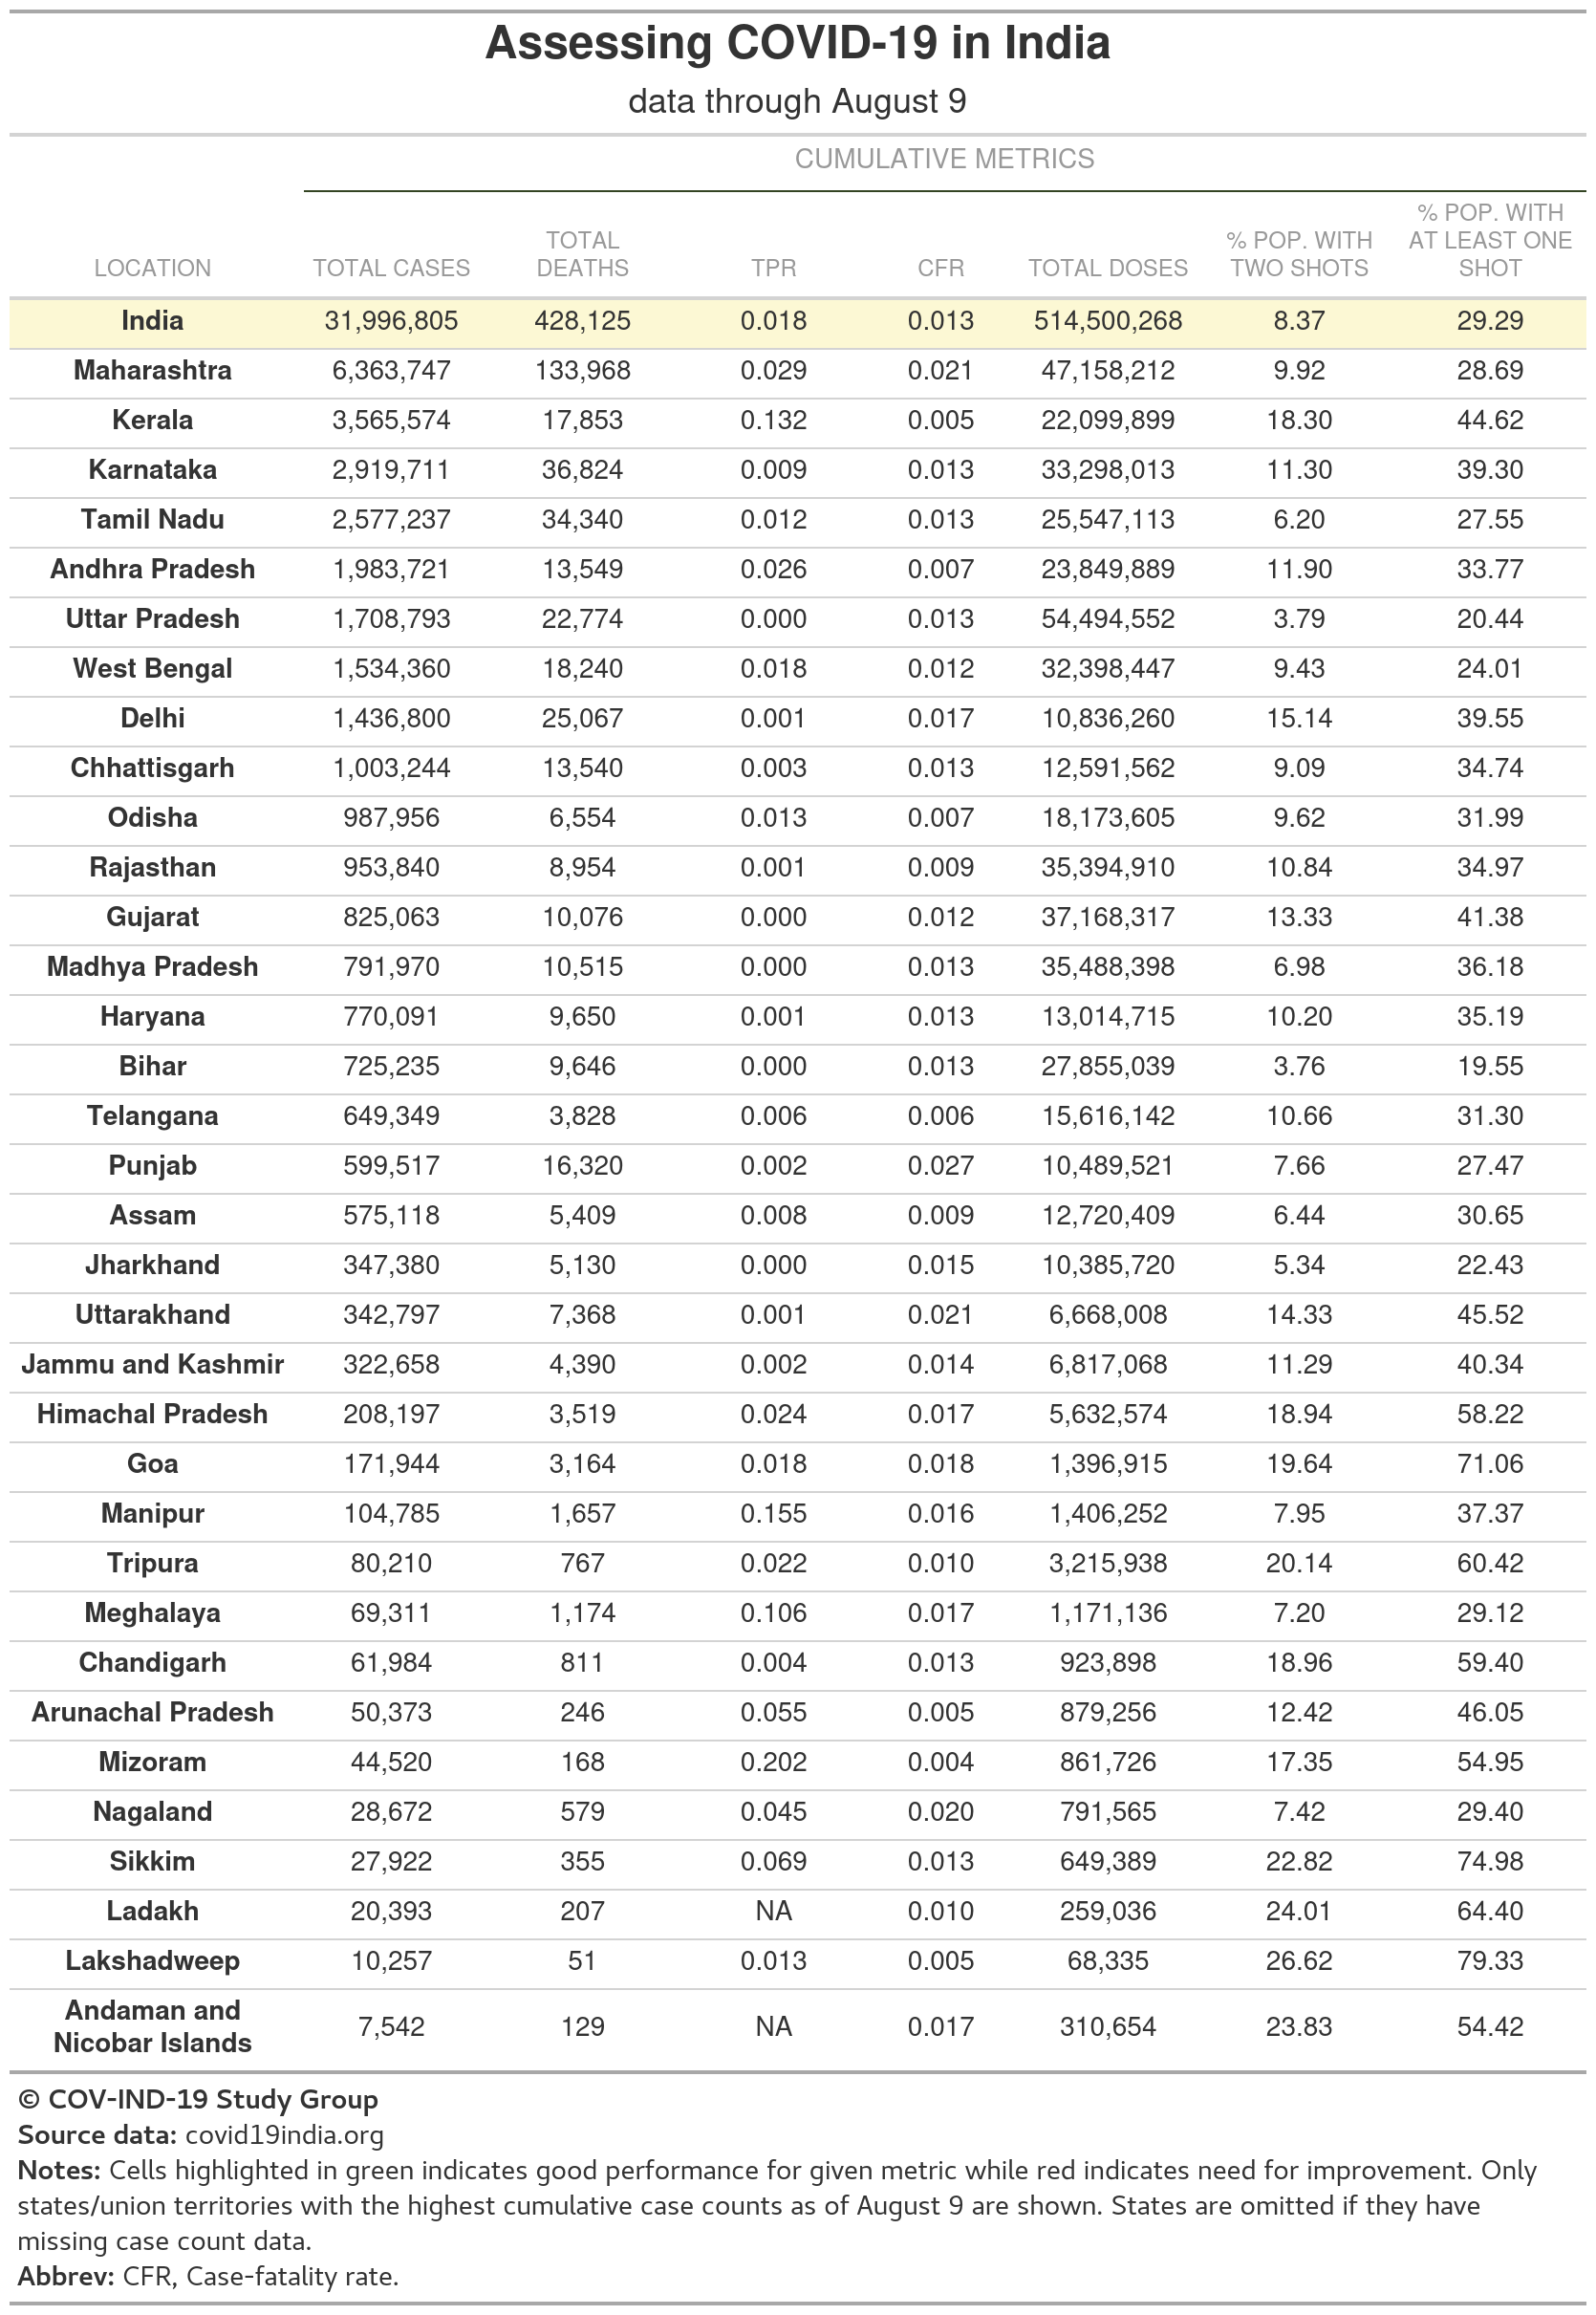 Assessing COVID-19 in India
data through August 9
CUMULATIVE METRICS
LOCATION TOTAL CASES TOTAL DEATHS TPR CFR TOTAL DOSES % POP. WITH TWO SHOTS % POP. WITH AT LEAST ONE SHOT
India 31,996,805 428,125 0.018 0.013 514,500,268 8.37 29.29
Maharashtra 6,363,747 133,968 0.029 0.021 47,158,212 9.92 28.69
Kerala 3,565,574 17,853 0.132 0.005 22,099,899 18.30 44.62
Karnataka 2,919,711 36,824 0.009 0.013 33,298,013 11.30 39.30
Tamil Nadu 2,577,237 34,340 0.012 0.013 25,547,113 6.20 27.55
Andhra Pradesh 1,983,721 13,549 0.026 0.007 23,849,889 11.90 33.77
Uttar Pradesh 1,708,793 22,774 0.000 0.013 54,494,552 3.79 20.44
West Bengal 1,534,360 18,240 0.018 0.012 32,398,447 9.43 24.01
Delhi 1,436,800 25,067 0.001 0.017 10,836,260 15.14 39.55
Chhattisgarh 1,003,244 13,540 0.003 0.013 12,591,562 9.09 34.74
Odisha 987,956 6,554 0.013 0.007 18,173,605 9.62 31.99
Rajasthan 953,840 8,954 0.001 0.009 35,394,910 10.84 34.97
Gujarat 825,063 10,076 0.000 0.012 37,168,317 13.33 41.38
Madhya Pradesh 791,970 10,515 0.000 0.013 35,488,398 6.98 36.18
Haryana 770,091 9,650 0.001 0.013 13,014,715 10.20 35.19
Bihar 725,235 9,646 0.000 0.013 27,855,039 3.76 19.55
Telangana 649,349 3,828 0.006 0.006 15,616,142 10.66 31.30
Punjab 599,517 16,320 0.002 0.027 10,489,521 7.66 27.47
Assam 575,118 5,409 0.008 0.009 12,720,409 6.44 30.65
Jharkhand 347,380 5,130 0.000 0.015 10,385,720 5.34 22.43
Uttarakhand 342,797 7,368 0.001 0.021 6,668,008 14.33 45.52
Jammu and Kashmir 322,658 4,390 0.002 0.014 6,817,068 11.29 40.34
Himachal Pradesh 208,197 3,519 0.024 0.017 5,632,574 18.94 58.22
Goa 171,944 3,164 0.018 0.018 1,396,915 19.64 71.06
Manipur 104,785 1,657 0.155 0.016 1,406,252 7.95 37.37
Tripura 80,210 767 0.022 0.010 3,215,938 20.14 60.42
Meghalaya 69,311 1,174 0.106 0.017 1,171,136 7.20 29.12
Chandigarh 61,984 811 0.004 0.013 923,898 18.96 59.40
Arunachal Pradesh 50,373 246 0.055 0.005 879,256 12.42 46.05
Mizoram 44,520 168 0.202 0.004 861,726 17.35 54.95
Nagaland 28,672 579 0.045 0.020 791,565 7.42 29.40
Sikkim 27,922 355 0.069 0.013 649,389 22.82 74.98
Ladakh 20,393 207 NA 0.010 259,036 24.01 64.40
Lakshadweep 10,257 51 0.013 0.005 68,335 26.62 79.33
Andaman and Nicobar Islands 7,542 129 NA 0.017 310,654 23.83 54.42
© COV-IND-19 Study Group
Source data: covid19india.org
Notes: Cells highlighted in green indicates good performance for given metric while red indicates need for improvement. Only
states/union territories with the highest cumulative case counts as of August 9 are shown. States are omitted if they have
missing case count data.
Abbrev: CFR, Case-fatality rate.